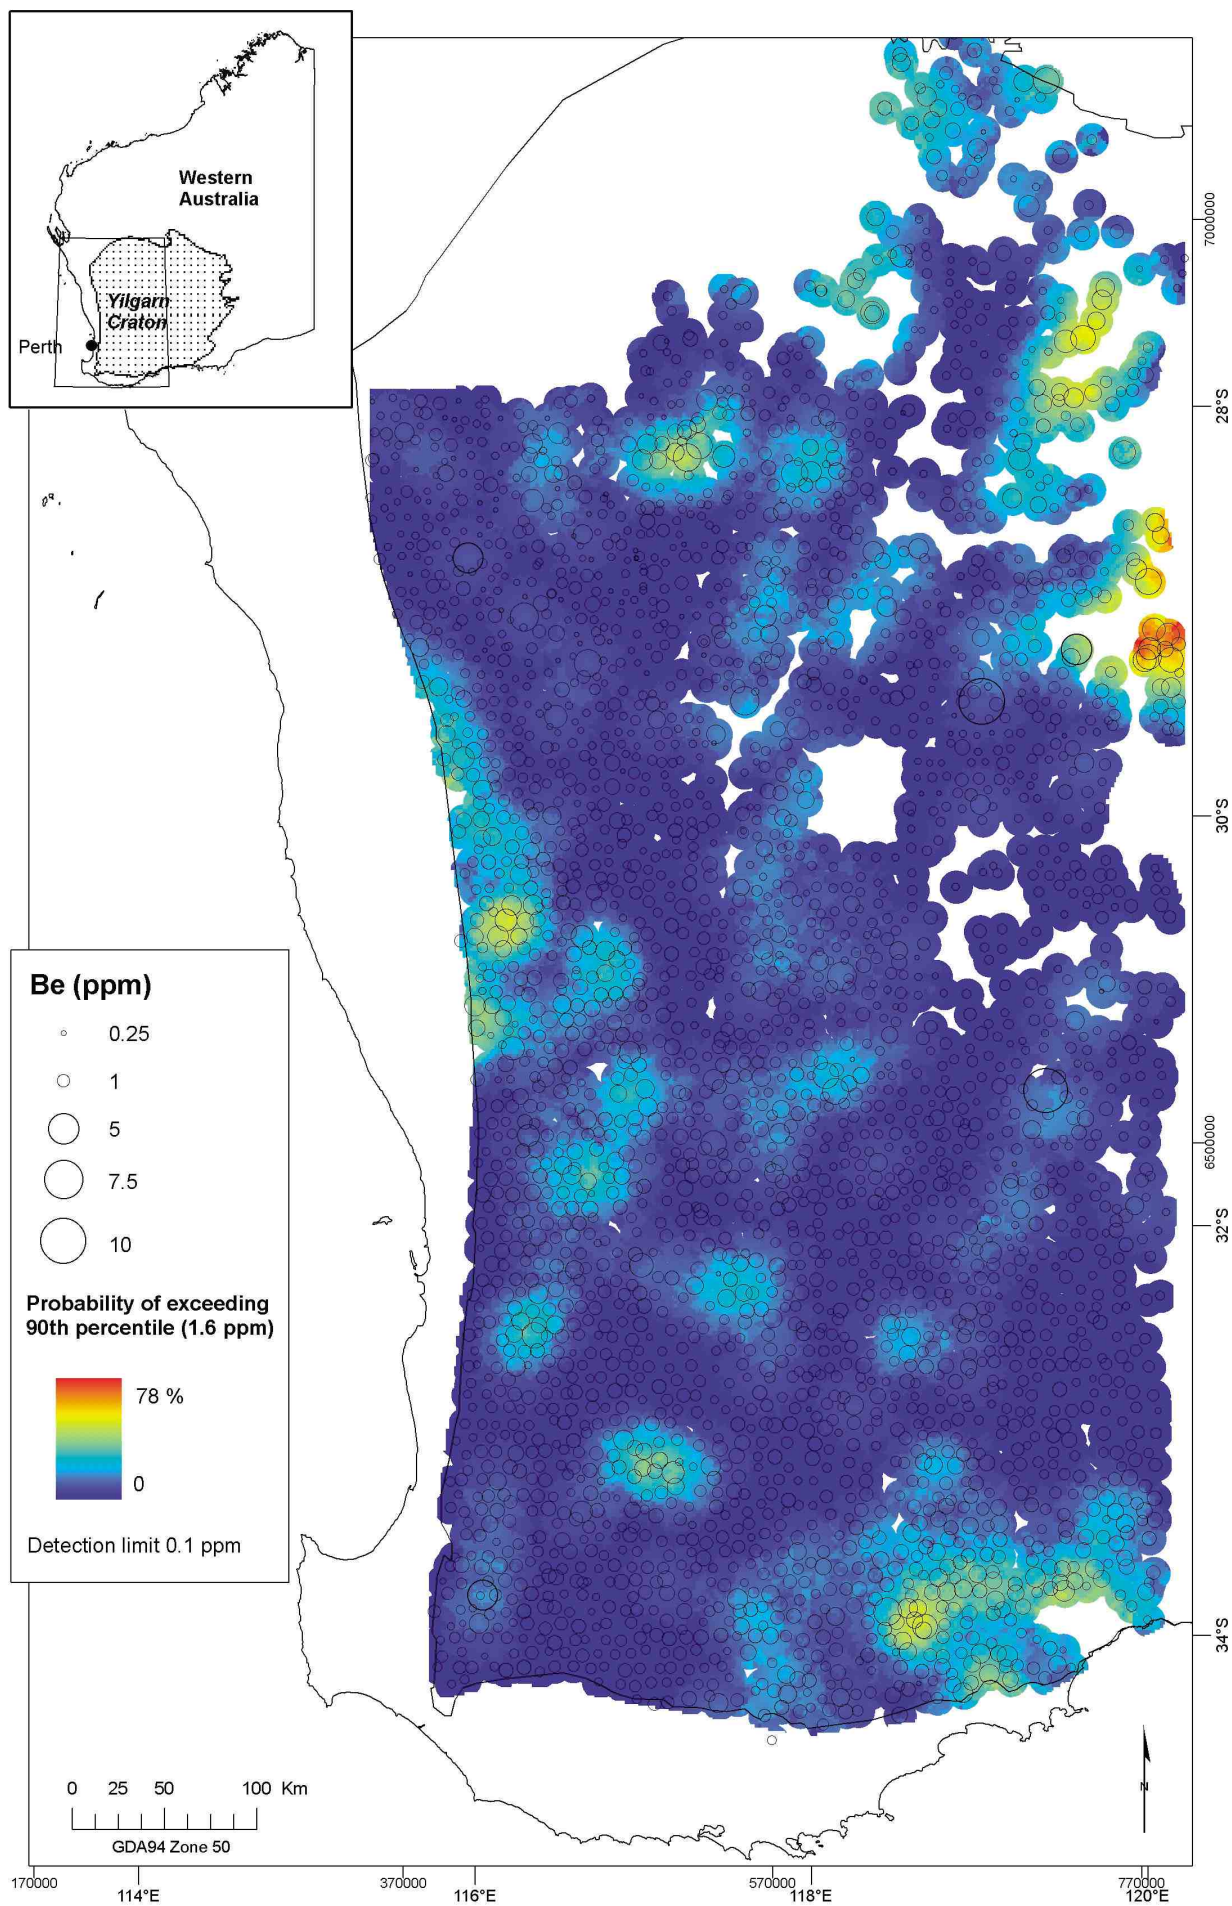 Western
Australia
Yilgarn
Craton
Perth
7000000
28°S
30°S
6500000
32°S
34°S
Be (ppm)
0.25
1
5
7.5
10
Probability of exceeding
90th percentile (1.6 ppm)
78 %
0
Detection limit 0.1 ppm
0 25 50 100 Km
GDA94 Zone 50
N
170000 370000 570000 770000
114°E 116°E 118°E 120°E